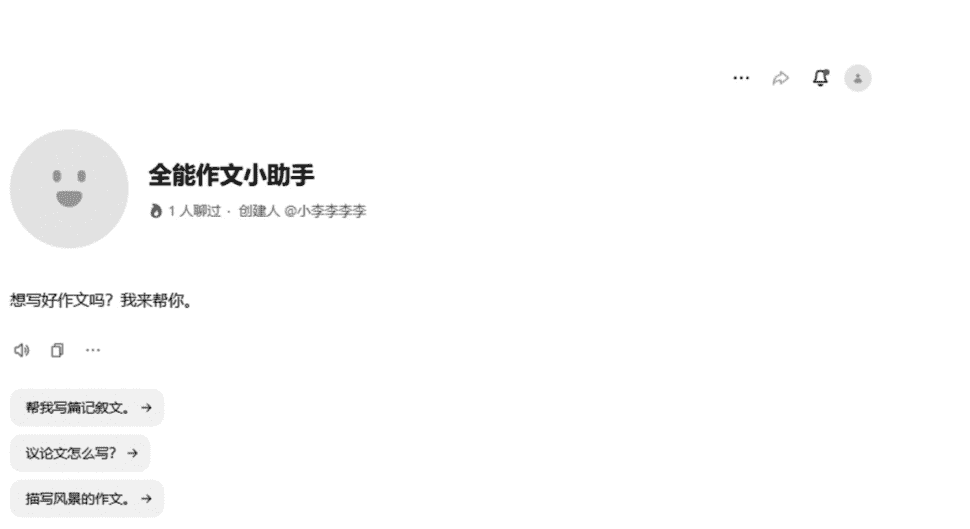 全能作文小助手
1 人聊过 · 创建人 @小李李李李
想写好作文吗？我来帮你。
帮我写篇记叙文。 →
议论文怎么写？ →
描写风景的作文。 →